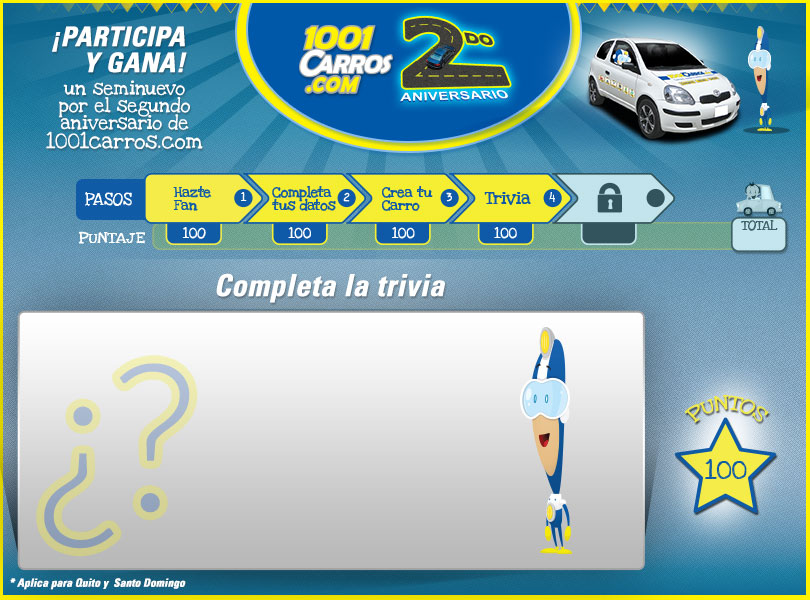 ¡PARTICIPA
Y GANA!
un seminuevo
por el segundo
aniversario de
1001carros.com
1001
CARROS
.COM
2DO
ANIVERSARIO
PASOS
Hazte
Fan
1
Completa
tus datos
2
Crea tu
Carro
3
Trivia
4
PUNTAJE
100
100
100
100
TOTAL
Completa la trivia
¿?
PUNTOS
100
* Aplica para Quito y Santo Domingo